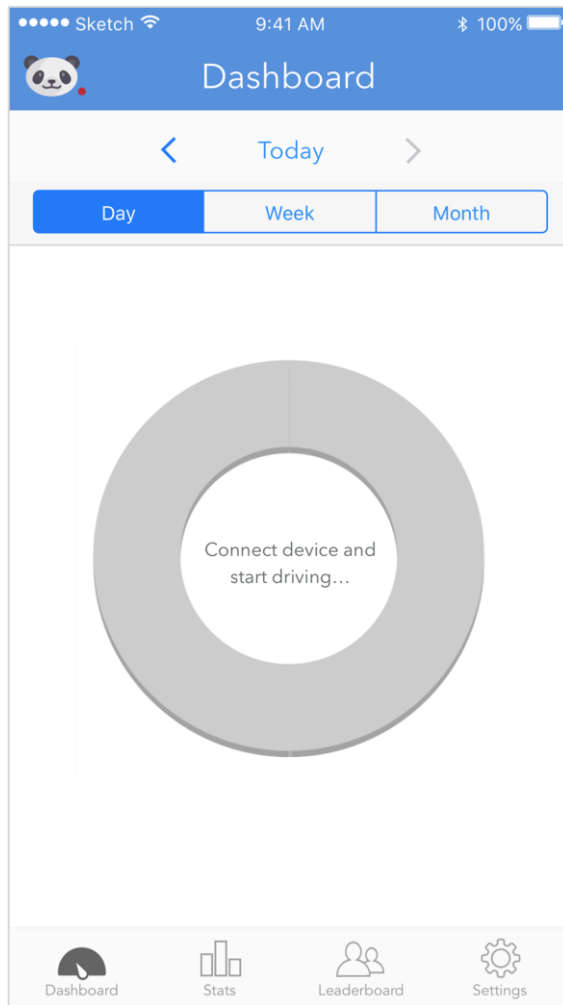 Sketch 9:41 AM 100%
Dashboard
Today
Day Week Month
Connect device and
start driving...
Dashboard Stats Leaderboard Settings